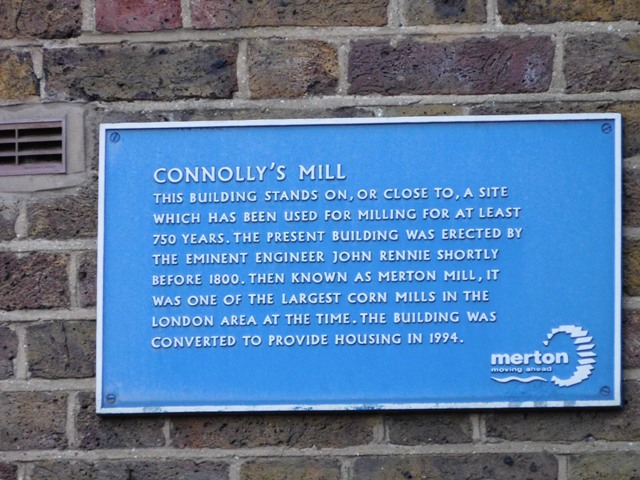 CONNOLLY'S MILL
THIS BUILDING STANDS ON, OR CLOSE TO, A SITE
WHICH HAS BEEN USED FOR MILLING FOR AT LEAST
750 YEARS. THE PRESENT BUILDING WAS ERECTED BY
THE EMINENT ENGINEER JOHN RENNIE SHORTLY
BEFORE 1800. THEN KNOWN AS MERTON MILL, IT
WAS ONE OF THE LARGEST CORN MILLS IN THE
LONDON AREA AT THE TIME. THE BUILDING WAS
CONVERTED TO PROVIDE HOUSING IN 1994.
merton
moving ahead